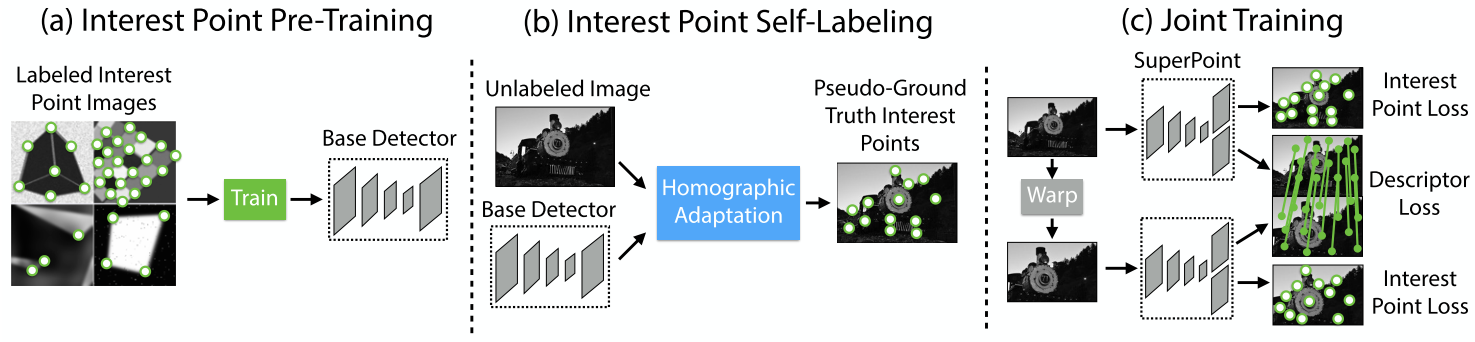 (a) Interest Point Pre-Training
Labeled Interest
Point Images
Train
Base Detector
(b) Interest Point Self-Labeling
Unlabeled Image
Base Detector
Homographic
Adaptation
Pseudo-Ground
Truth Interest
Points
(c) Joint Training
SuperPoint
Warp
Interest
Point Loss
Descriptor
Loss
Interest
Point Loss